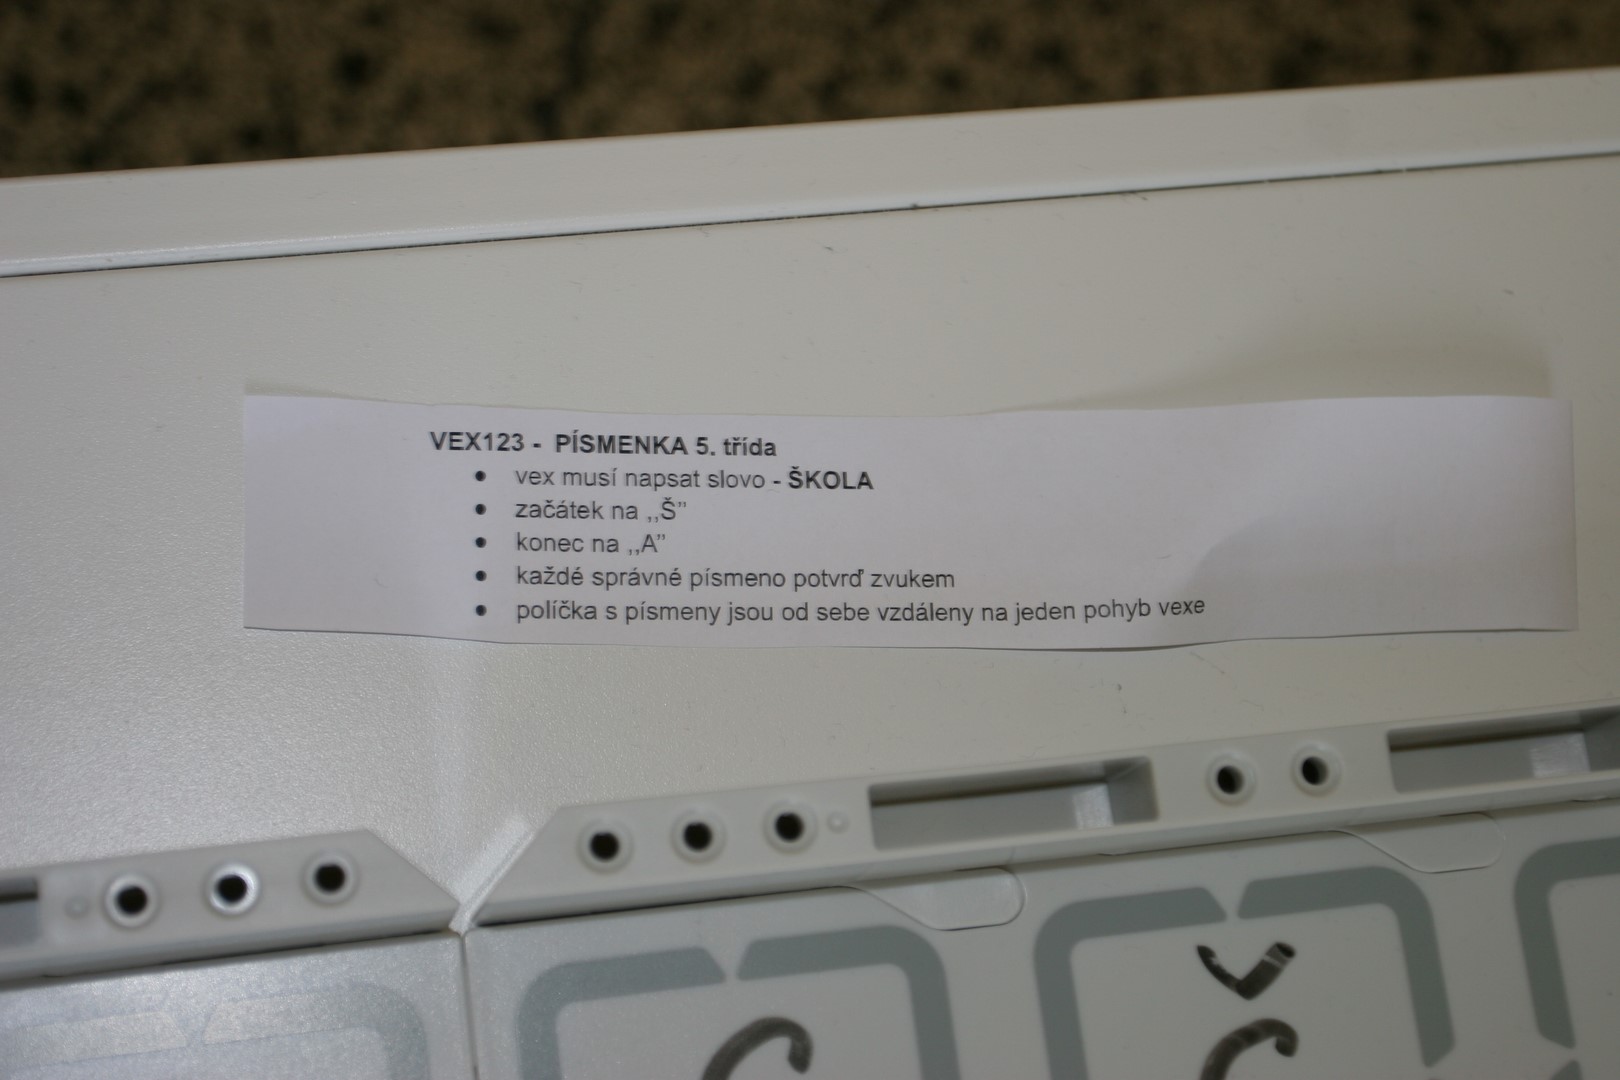 VEX123 - PÍSMENKA 5. třída
• vex musí napsat slovo - ŠKOLA
• začátek na ,,Š”
• konec na ,,A”
• každé správné písmeno potvrď zvukem
• políčka s písmeny jsou od sebe vzdáleny na jeden pohyb vexe